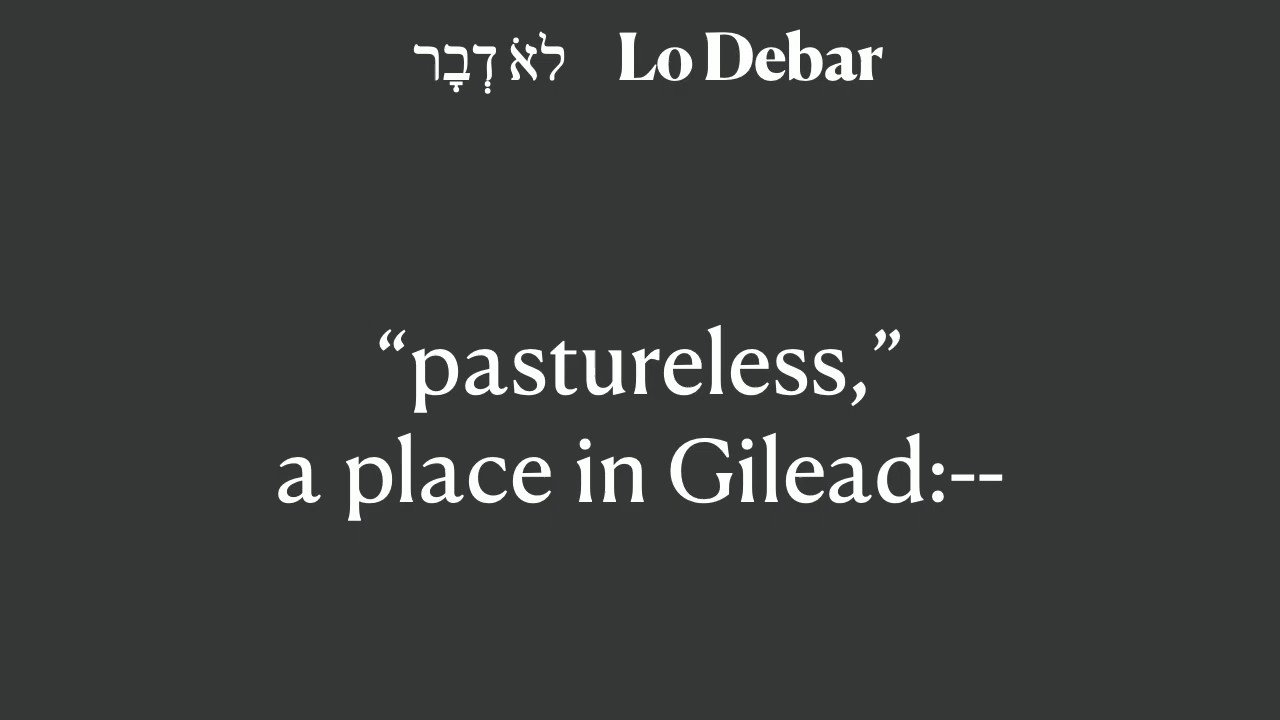 לֹא דְבָר Lo Debar
“pastureless,”
a place in Gilead:--